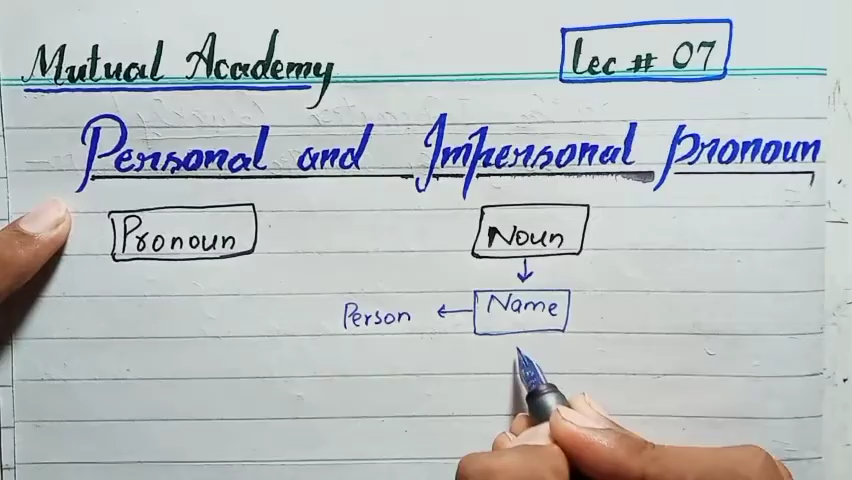 Mutual Academy
Lec # 07
Personal and Impersonal pronoun
Pronoun
Noun
Name
Person